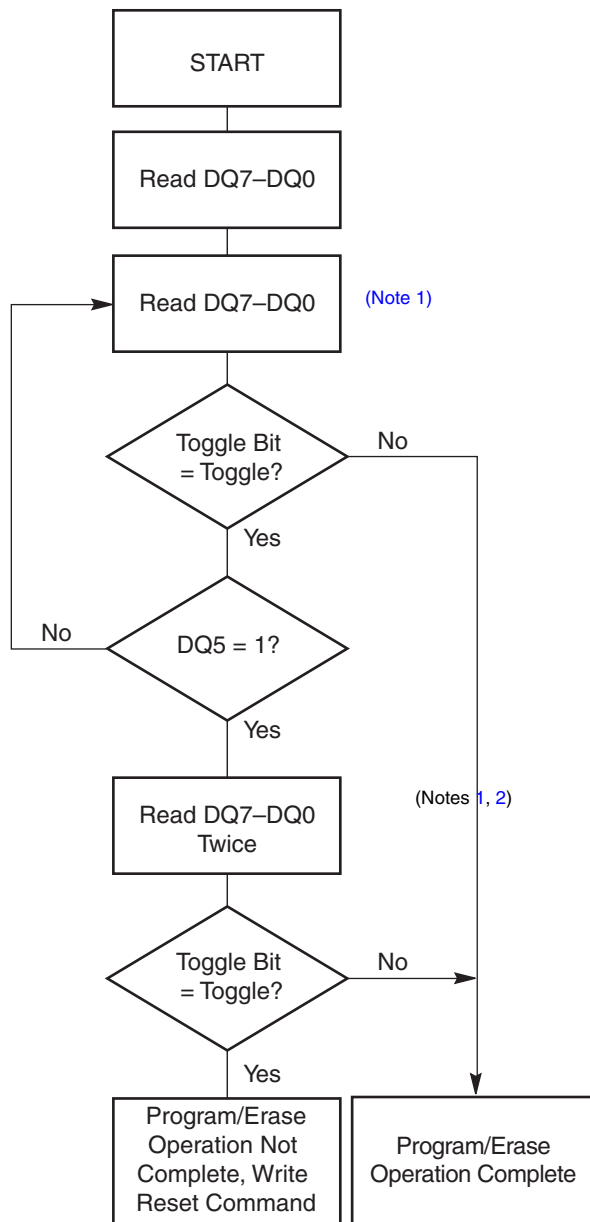 START
Read DQ7–DQ0
Read DQ7–DQ0
(Note 1)
Toggle Bit
= Toggle?
No
Yes
No
DQ5 = 1?
Yes
Read DQ7–DQ0
Twice
(Notes 1, 2)
Toggle Bit
= Toggle?
No
Yes
Program/Erase
Operation Not
Complete, Write
Reset Command
Program/Erase
Operation Complete